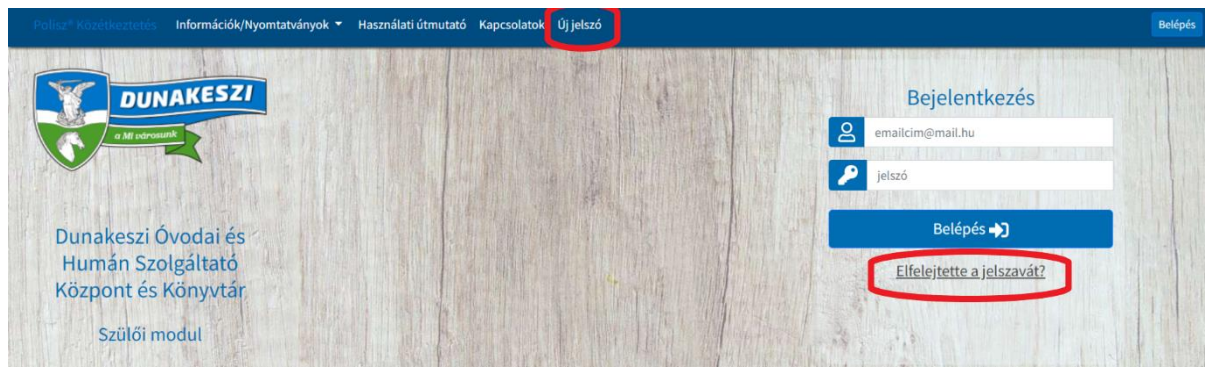 Polisz® Közétkeztetés Információk/Nyomtatványok Használati útmutató Kapcsolatok Új jelszó Belépés
DUNAKESZI
a Mi városunk
Dunakeszi Óvodai és
Humán Szolgáltató
Központ és Könyvtár
Szülői modul
Bejelentkezés
emailcim@mail.hu
jelszó
Belépés
Elfelejtette a jelszavát?